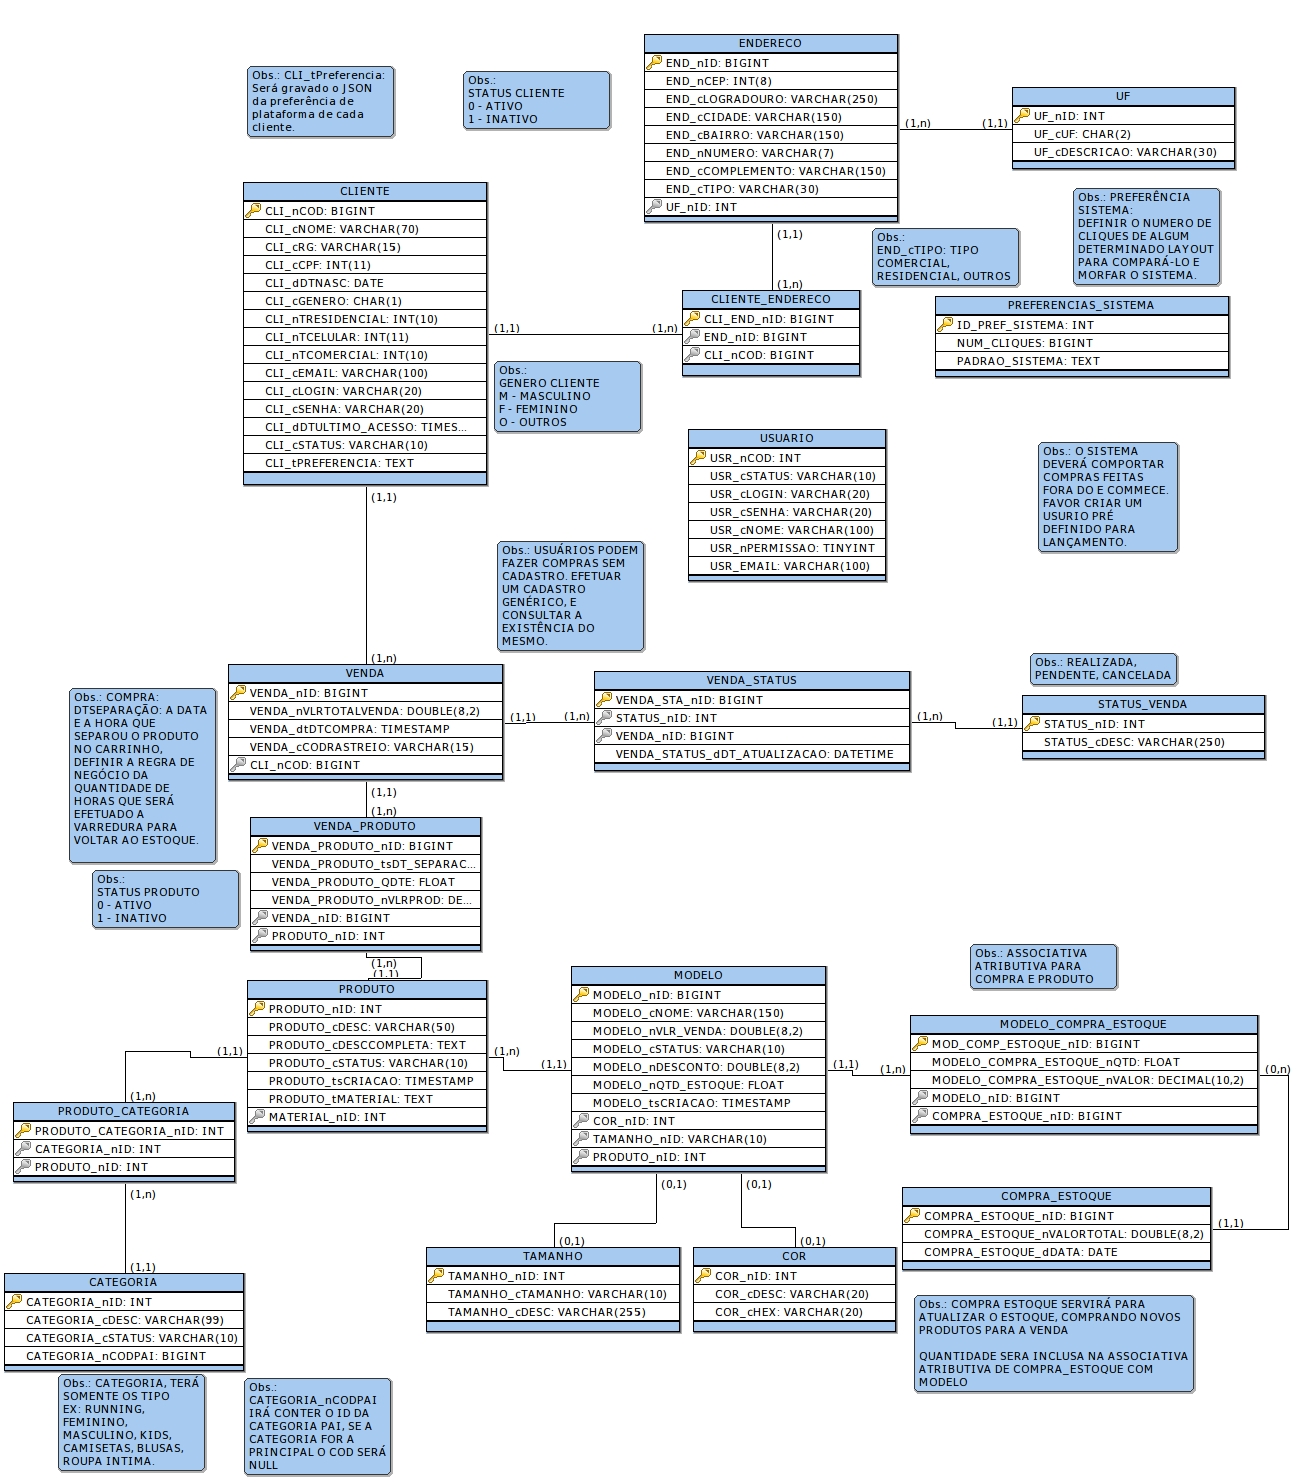 ENDERECO
END_nID: BIGINT
END_nCEP: INT(8)
END_cLOGRADOURO: VARCHAR(250)
END_cCIDADE: VARCHAR(150)
END_cBAIRRO: VARCHAR(150)
END_nNUMERO: VARCHAR(7)
END_cCOMPLEMENTO: VARCHAR(150)
END_cTIPO: VARCHAR(30)
UF_nID: INT
(1,n)
(1,1)
UF
UF_nID: INT
UF_cUF: CHAR(2)
UF_cDESCRICAO: VARCHAR(30)
Obs.: CLI_tPreferencia:
Será gravado o JSON
da preferência de
plataforma de cada
cliente.
Obs.:
STATUS CLIENTE
0 - ATIVO
1 - INATIVO
Obs.: PREFERÊNCIA
SISTEMA:
DEFINIR O NUMERO DE
CLIQUES DE ALGUM
DETERMINADO LAYOUT
PARA COMPARÁ-LO E
MORFAR O SISTEMA.
(1,1)
(1,n)
Obs.:
END_cTIPO: TIPO
COMERCIAL,
RESIDENCIAL, OUTROS
CLIENTE
CLI_nCOD: BIGINT
CLI_cNOME: VARCHAR(70)
CLI_cRG: VARCHAR(15)
CLI_cCPF: INT(11)
CLI_dDTNASC: DATE
CLI_cGENERO: CHAR(1)
CLI_nTRESIDENCIAL: INT(10)
CLI_nTCELULAR: INT(11)
CLI_nTCOMERCIAL: INT(10)
CLI_cEMAIL: VARCHAR(100)
CLI_cLOGIN: VARCHAR(20)
CLI_cSENHA: VARCHAR(20)
CLI_dDTULTIMO_ACESSO: TIMES...
CLI_cSTATUS: VARCHAR(10)
CLI_tPREFERENCIA: TEXT
(1,1)
(1,n)
CLIENTE_ENDERECO
CLI_END_nID: BIGINT
END_nID: BIGINT
CLI_nCOD: BIGINT
PREFERENCIAS_SISTEMA
ID_PREF_SISTEMA: INT
NUM_CLIQUES: BIGINT
PADRAO_SISTEMA: TEXT
Obs.:
GENERO CLIENTE
M - MASCULINO
F - FEMININO
O - OUTROS
USUARIO
USR_nCOD: INT
USR_cSTATUS: VARCHAR(10)
USR_cLOGIN: VARCHAR(20)
USR_cSENHA: VARCHAR(20)
USR_cNOME: VARCHAR(100)
USR_nPERMISSAO: TINYINT
USR_EMAIL: VARCHAR(100)
Obs.: O SISTEMA
DEVERÁ COMPORTAR
COMPRAS FEITAS
FORA DO E COMMECE.
FAVOR CRIAR UM
USURIO PRÉ
DEFINIDO PARA
LANÇAMENTO.
(1,1)
(1,n)
Obs.: USUÁRIOS PODEM
FAZER COMPRAS SEM
CADASTRO. EFETUAR
UM CADASTRO
GENÉRICO, E
CONSULTAR A
EXISTÊNCIA DO
MESMO.
VENDA
VENDA_nID: BIGINT
VENDA_nVLRTOTALVENDA: DOUBLE(8,2)
VENDA_dtDTCOMPRA: TIMESTAMP
VENDA_cCODRASTREIO: VARCHAR(15)
CLI_nCOD: BIGINT
(1,1)
(1,n)
VENDA_STATUS
VENDA_STA_nID: BIGINT
STATUS_nID: INT
VENDA_nID: BIGINT
VENDA_STATUS_dDT_ATUALIZACAO: DATETIME
(1,n)
(1,1)
Obs.: REALIZADA,
PENDENTE, CANCELADA
STATUS_VENDA
STATUS_nID: INT
STATUS_cDESC: VARCHAR(250)
Obs.: COMPRA:
DTSEPARAÇÃO: A DATA
E A HORA QUE
SEPAROU O PRODUTO
NO CARRINHO,
DEFINIR A REGRA DE
NEGÓCIO DA
QUANTIDADE DE
HORAS QUE SERÁ
EFETUADO A
VARREDURA PARA
VOLTAR AO ESTOQUE.
(1,1)
(1,n)
VENDA_PRODUTO
VENDA_PRODUTO_nID: BIGINT
VENDA_PRODUTO_tsDT_SEPARAC...
VENDA_PRODUTO_QDTE: FLOAT
VENDA_PRODUTO_nVLRPROD: DE...
VENDA_nID: BIGINT
PRODUTO_nID: INT
Obs.:
STATUS PRODUTO
0 - ATIVO
1 - INATIVO
(1,n)
(1,1)
PRODUTO
PRODUTO_nID: INT
PRODUTO_cDESC: VARCHAR(50)
PRODUTO_cDESCCOMPLETA: TEXT
PRODUTO_cSTATUS: VARCHAR(10)
PRODUTO_tsCRIACAO: TIMESTAMP
PRODUTO_tMATERIAL: TEXT
MATERIAL_nID: INT
(1,n)
(1,1)
MODELO
MODELO_nID: BIGINT
MODELO_cNOME: VARCHAR(150)
MODELO_nVLR_VENDA: DOUBLE(8,2)
MODELO_cSTATUS: VARCHAR(10)
MODELO_nDESCONTO: DOUBLE(8,2)
MODELO_nQTD_ESTOQUE: FLOAT
MODELO_tsCRIACAO: TIMESTAMP
COR_nID: INT
TAMANHO_nID: VARCHAR(10)
PRODUTO_nID: INT
(1,1)
(1,n)
Obs.: ASSOCIATIVA
ATRIBUTIVA PARA
COMPRA E PRODUTO
MODELO_COMPRA_ESTOQUE
MOD_COMP_ESTOQUE_nID: BIGINT
MODELO_COMPRA_ESTOQUE_nQTD: FLOAT
MODELO_COMPRA_ESTOQUE_nVALOR: DECIMAL(10,2)
MODELO_nID: BIGINT
COMPRA_ESTOQUE_nID: BIGINT
(0,n)
(1,1)
(1,1)
(1,n)
PRODUTO_CATEGORIA
PRODUTO_CATEGORIA_nID: INT
CATEGORIA_nID: INT
PRODUTO_nID: INT
(1,n)
(1,1)
COMPRA_ESTOQUE
COMPRA_ESTOQUE_nID: BIGINT
COMPRA_ESTOQUE_nVALORTOTAL: DOUBLE(8,2)
COMPRA_ESTOQUE_dDATA: DATE
(0,1)
(0,1)
(0,1)
(0,1)
TAMANHO
TAMANHO_nID: INT
TAMANHO_cTAMANHO: VARCHAR(10)
TAMANHO_cDESC: VARCHAR(255)
COR
COR_nID: INT
COR_cDESC: VARCHAR(20)
COR_cHEX: VARCHAR(20)
CATEGORIA
CATEGORIA_nID: INT
CATEGORIA_cDESC: VARCHAR(99)
CATEGORIA_cSTATUS: VARCHAR(10)
CATEGORIA_nCODPAI: BIGINT
Obs.: COMPRA ESTOQUE SERVIRÁ PARA
ATUALIZAR O ESTOQUE, COMPRANDO NOVOS
PRODUTOS PARA A VENDA
QUANTIDADE SERA INCLUSA NA ASSOCIATIVA
ATRIBUTIVA DE COMPRA_ESTOQUE COM
MODELO
Obs.: CATEGORIA, TERÁ
SOMENTE OS TIPO
EX: RUNNING,
FEMININO,
MASCULINO, KIDS,
CAMISETAS, BLUSAS,
ROUPA INTIMA.
Obs.:
CATEGORIA_nCODPAI
IRÁ CONTER O ID DA
CATEGORIA PAI, SE A
CATEGORIA FOR A
PRINCIPAL O COD SERÁ
NULL